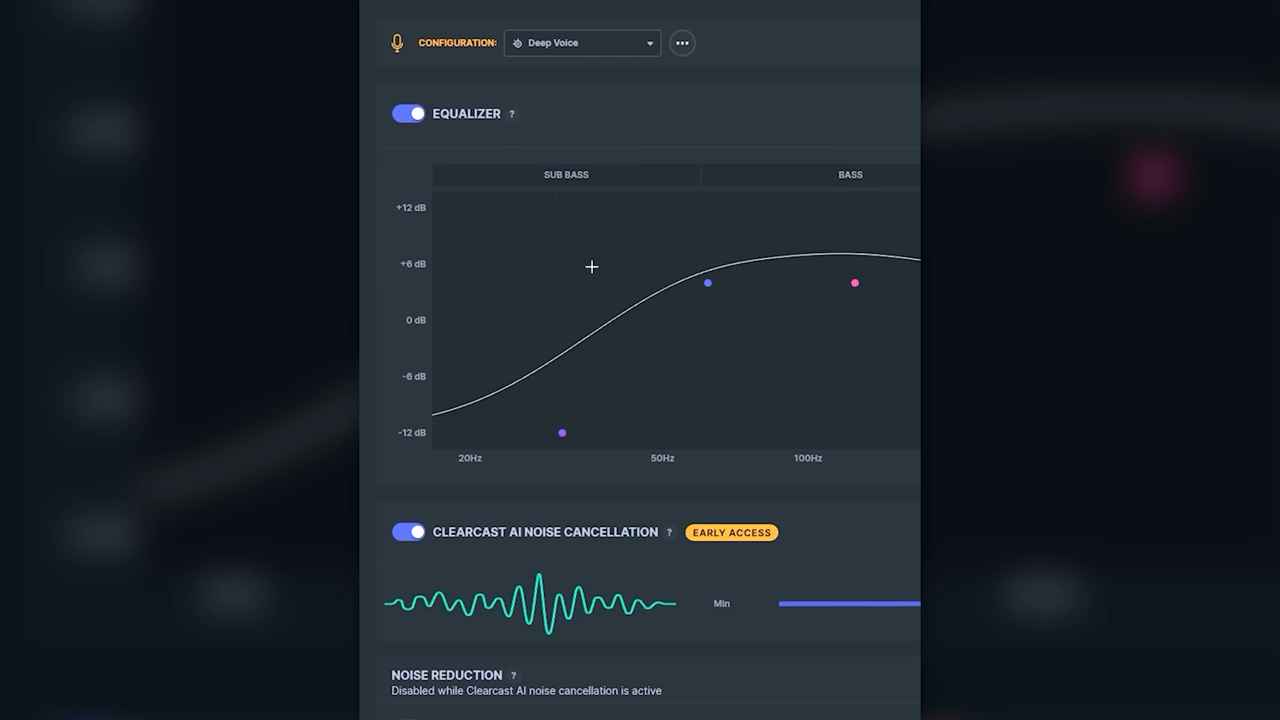 CONFIGURATION: Deep Voice
EQUALIZER ?
SUB BASS BASS
+12 dB
+6 dB
0 dB
-6 dB
-12 dB
20Hz 50Hz 100Hz
CLEARCAST AI NOISE CANCELLATION ? EARLY ACCESS
Min
NOISE REDUCTION ?
Disabled while Clearcast AI noise cancellation is active